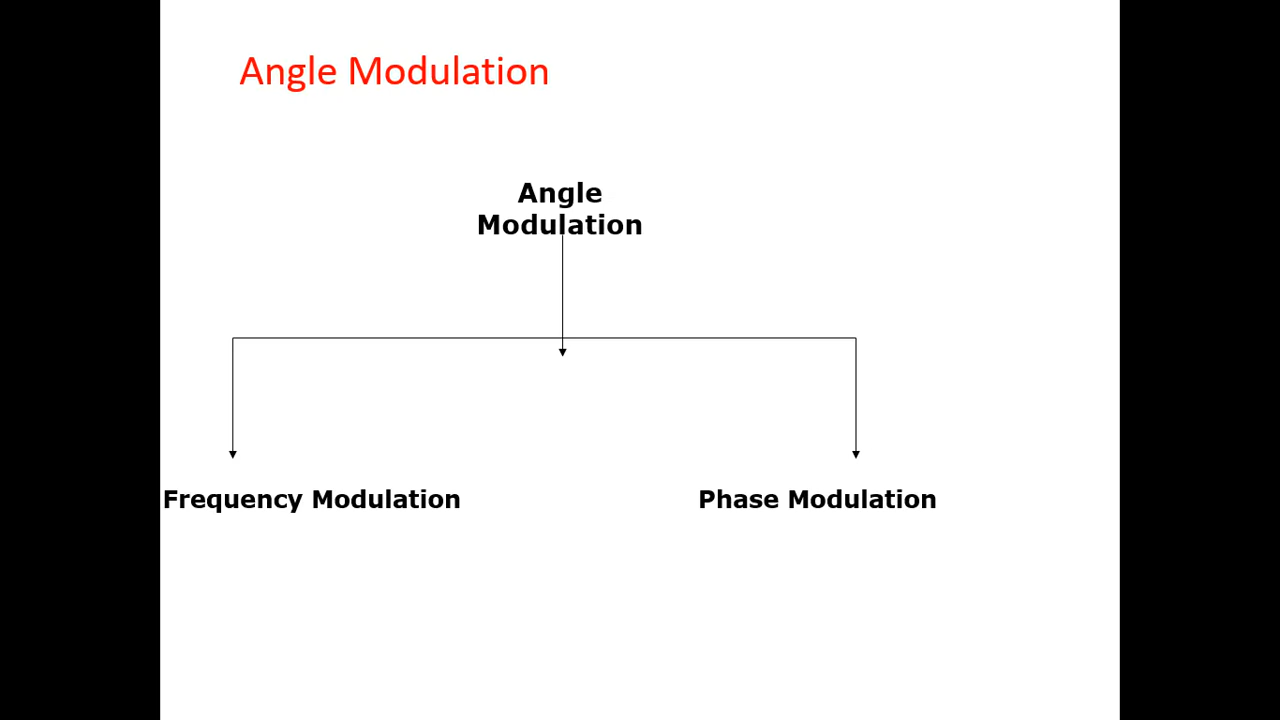 Angle Modulation
Angle
Modulation
Frequency Modulation
Phase Modulation